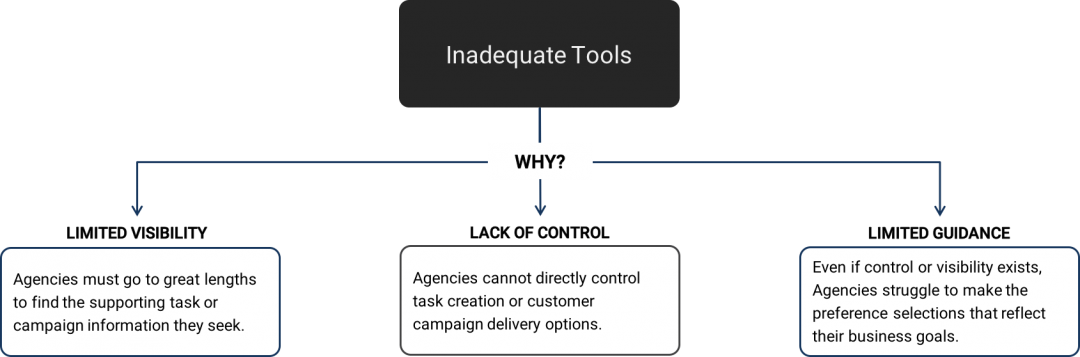 Inadequate Tools
WHY?
LIMITED VISIBILITY
Agencies must go to great lengths
to find the supporting task or
campaign information they seek.
LACK OF CONTROL
Agencies cannot directly control
task creation or customer
campaign delivery options.
LIMITED GUIDANCE
Even if control or visibility exists,
Agencies struggle to make the
preference selections that reflect
their business goals.